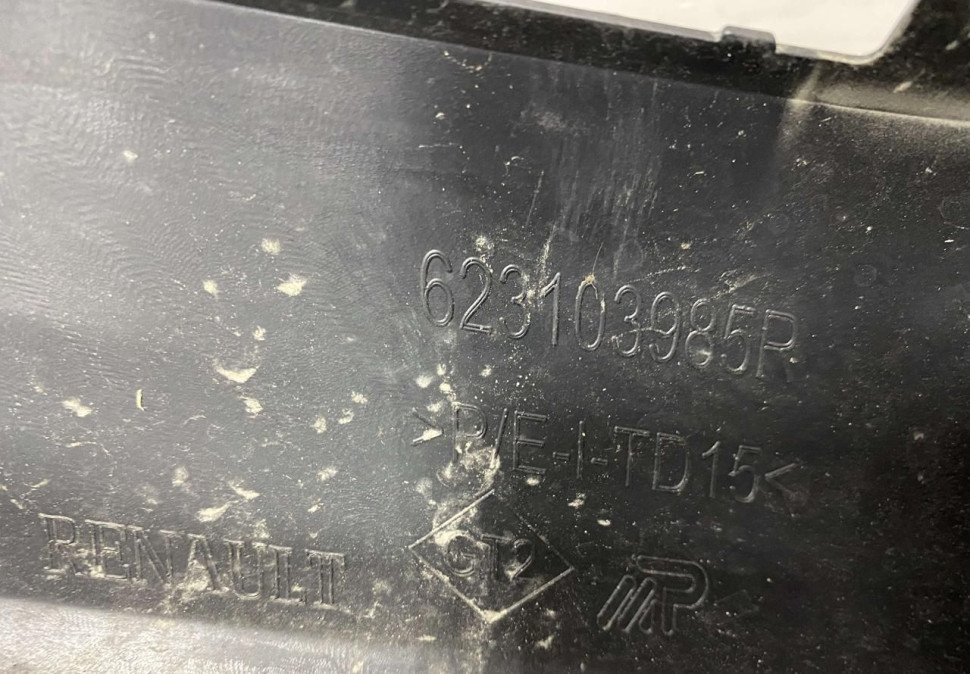 623103985R
>P/E-I-TD15<
RENAULT
GT2